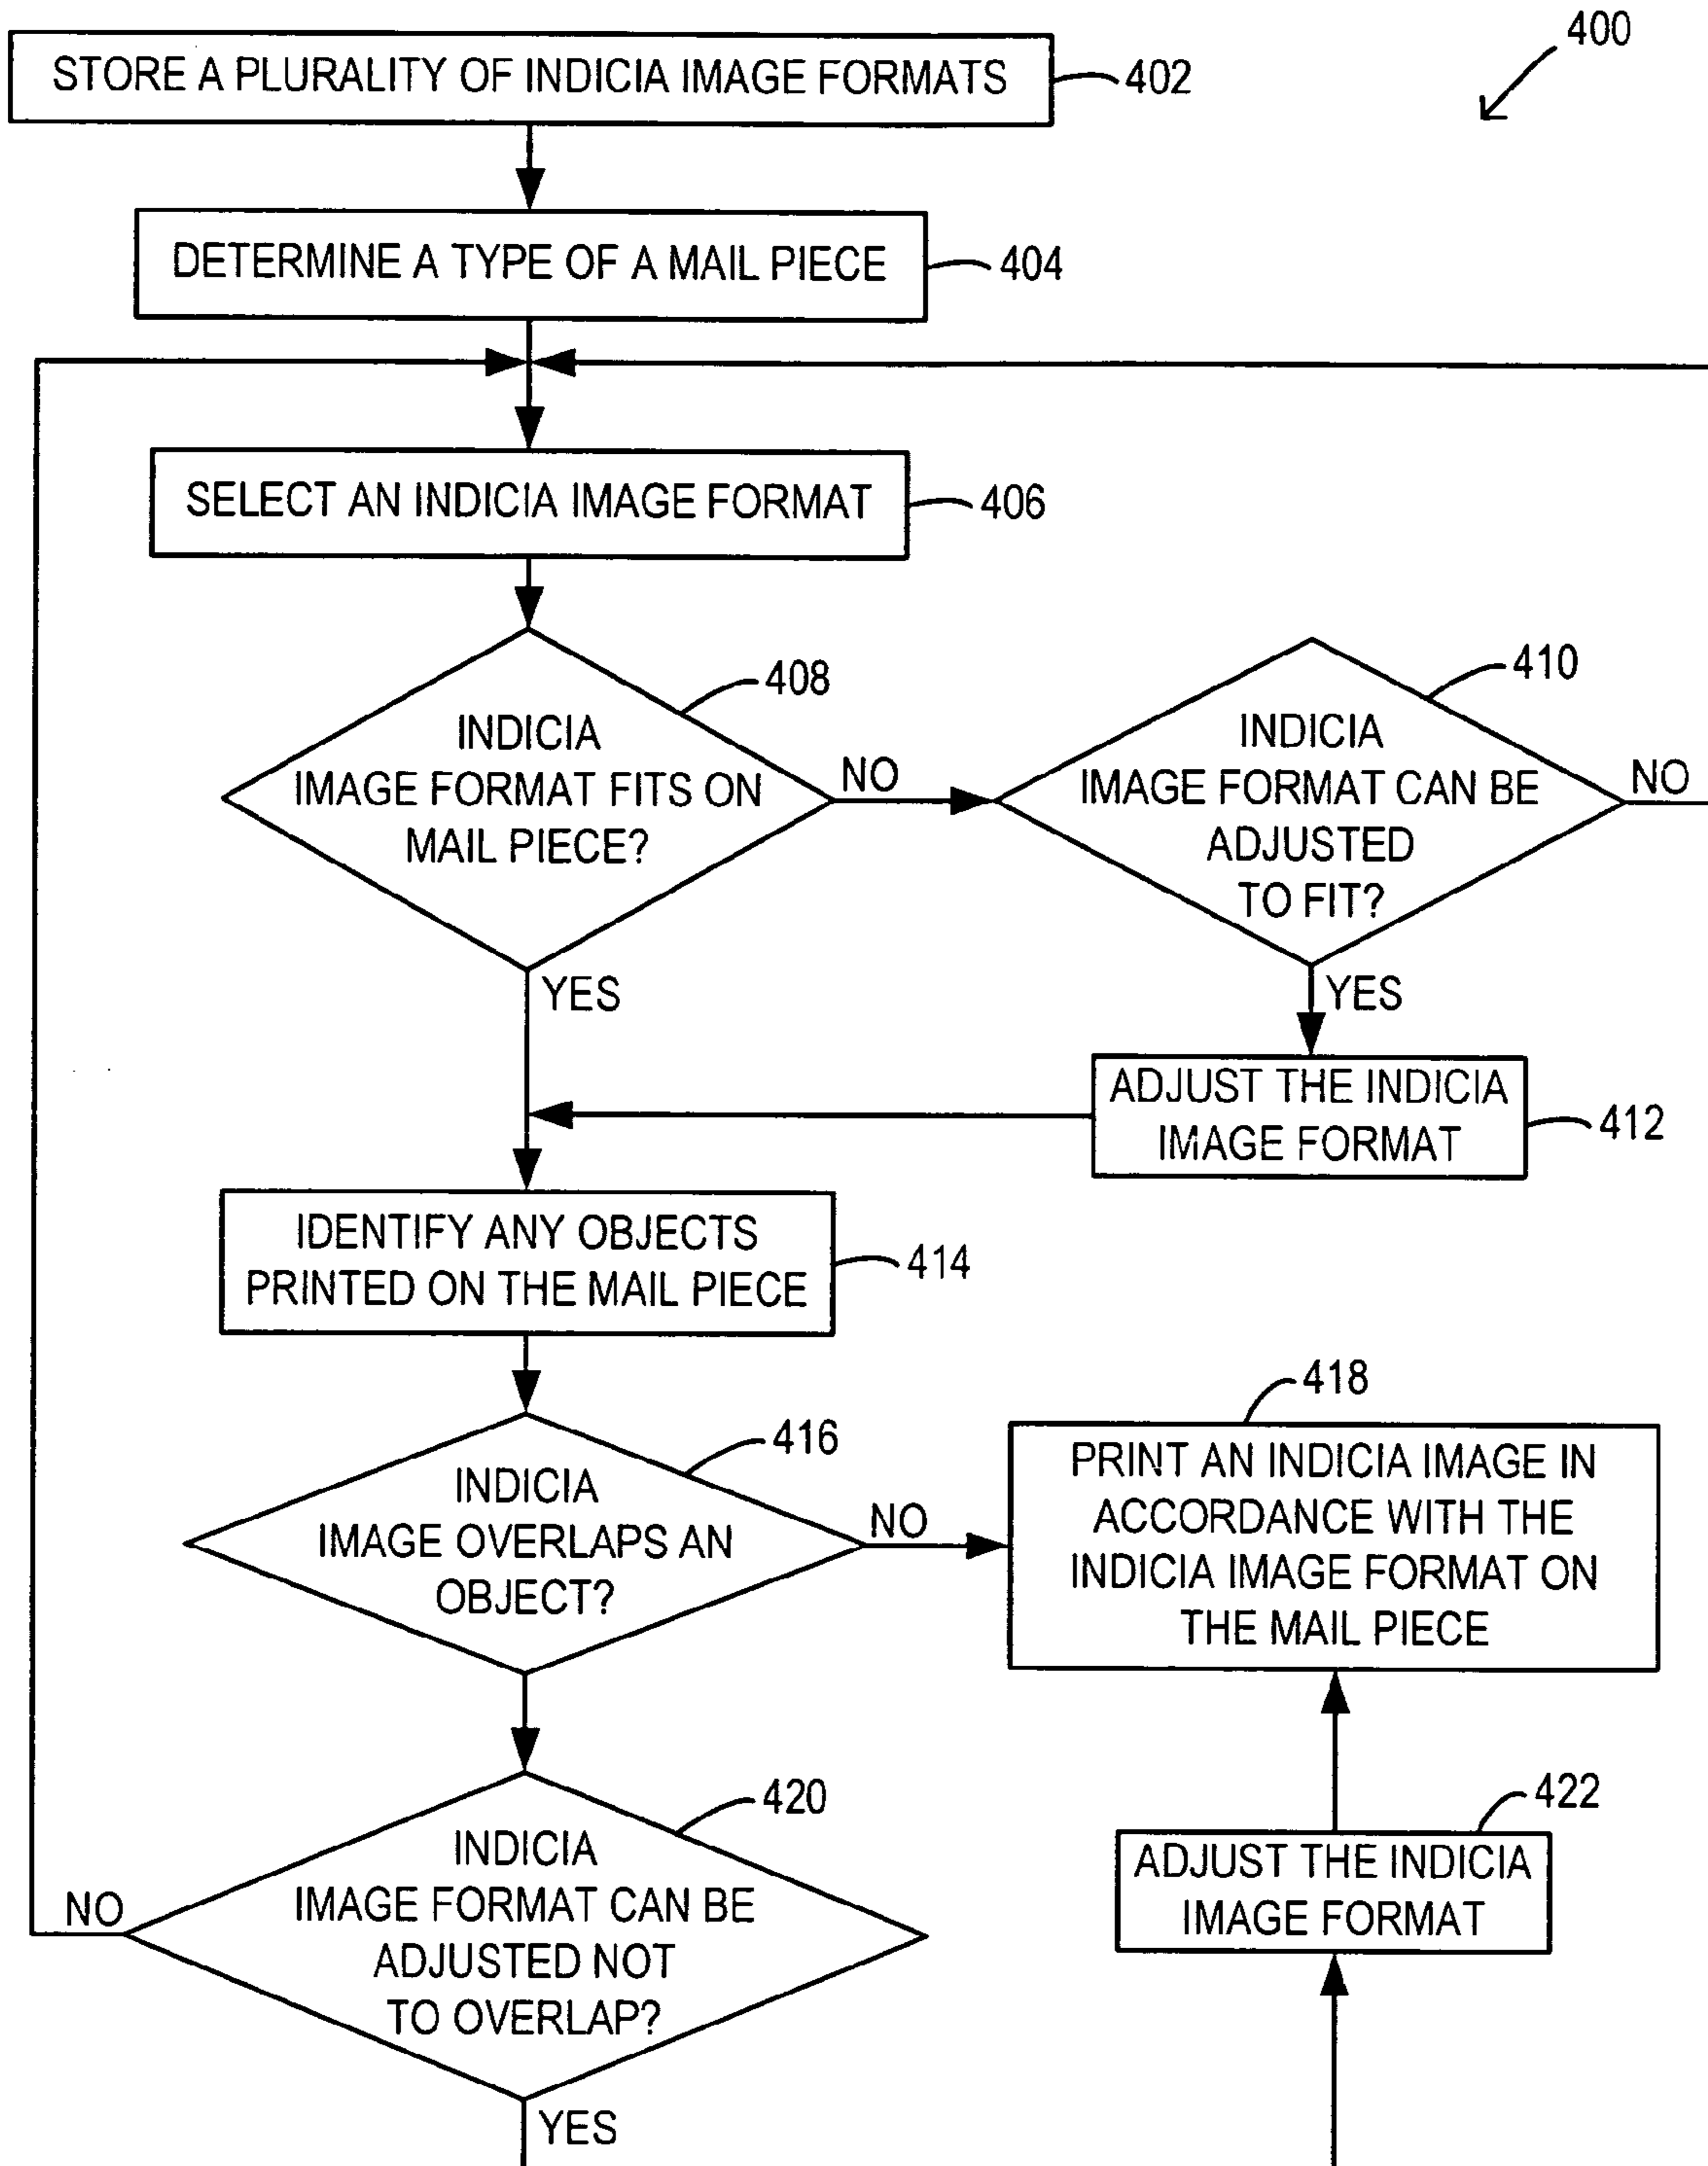 400
STORE A PLURALITY OF INDICIA IMAGE FORMATS
402
DETERMINE A TYPE OF A MAIL PIECE
404
SELECT AN INDICIA IMAGE FORMAT
406
INDICIA
IMAGE FORMAT FITS ON
MAIL PIECE?
408
NO
YES
INDICIA
IMAGE FORMAT CAN BE
ADJUSTED
TO FIT?
410
NO
YES
ADJUST THE INDICIA
IMAGE FORMAT
412
IDENTIFY ANY OBJECTS
PRINTED ON THE MAIL PIECE
414
INDICIA
IMAGE OVERLAPS AN
OBJECT?
416
NO
418
PRINT AN INDICIA IMAGE IN
ACCORDANCE WITH THE
INDICIA IMAGE FORMAT ON
THE MAIL PIECE
INDICIA
IMAGE FORMAT CAN BE
ADJUSTED NOT
TO OVERLAP?
420
NO
YES
422
ADJUST THE INDICIA
IMAGE FORMAT